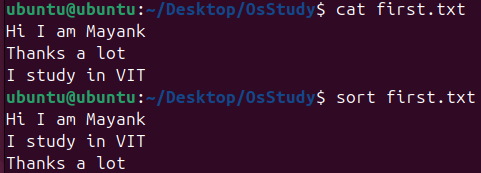 ubuntu@ubuntu:~/Desktop/OsStudy$ cat first.txt
Hi I am Mayank
Thanks a lot
I study in VIT
ubuntu@ubuntu:~/Desktop/OsStudy$ sort first.txt
Hi I am Mayank
I study in VIT
Thanks a lot